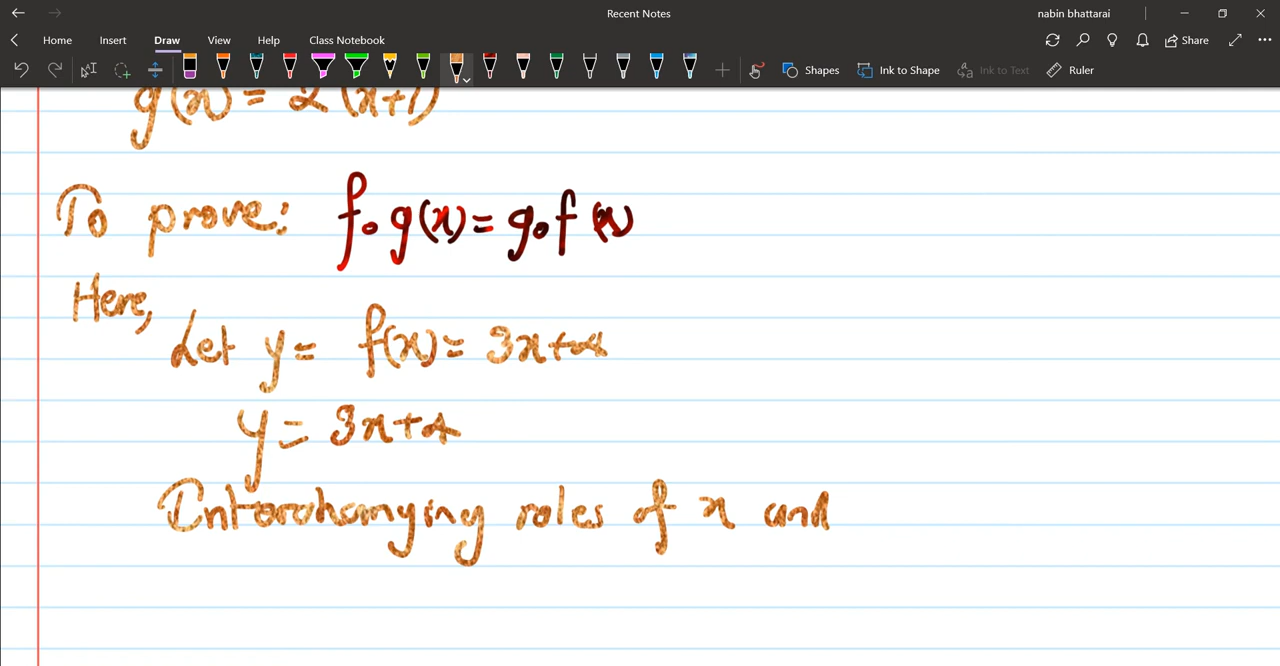 Recent Notes
nabin bhattarai
Home Insert Draw View Help Class Notebook
Share
Shapes Ink to Shape Ink to Text Ruler
g(x) = 2(x+1)
To prove: fog(x) = gof(x)
Here,
Let y = f(x) = 3x+4
y = 3x+4
Interchanging roles of x and